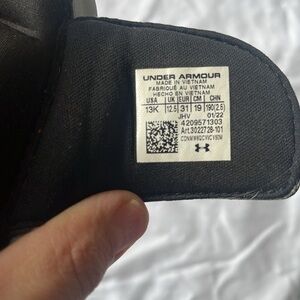 UNDER ARMOUR
MADE IN VIETNAM
FABRIQUÉ AU VIETNAM
HECHO EN VIETNAM
USA UK EUR CM CHN
13K 12.5 31 19 190(2.5)
JHV 01/22
4209571303
Art.3022728-101